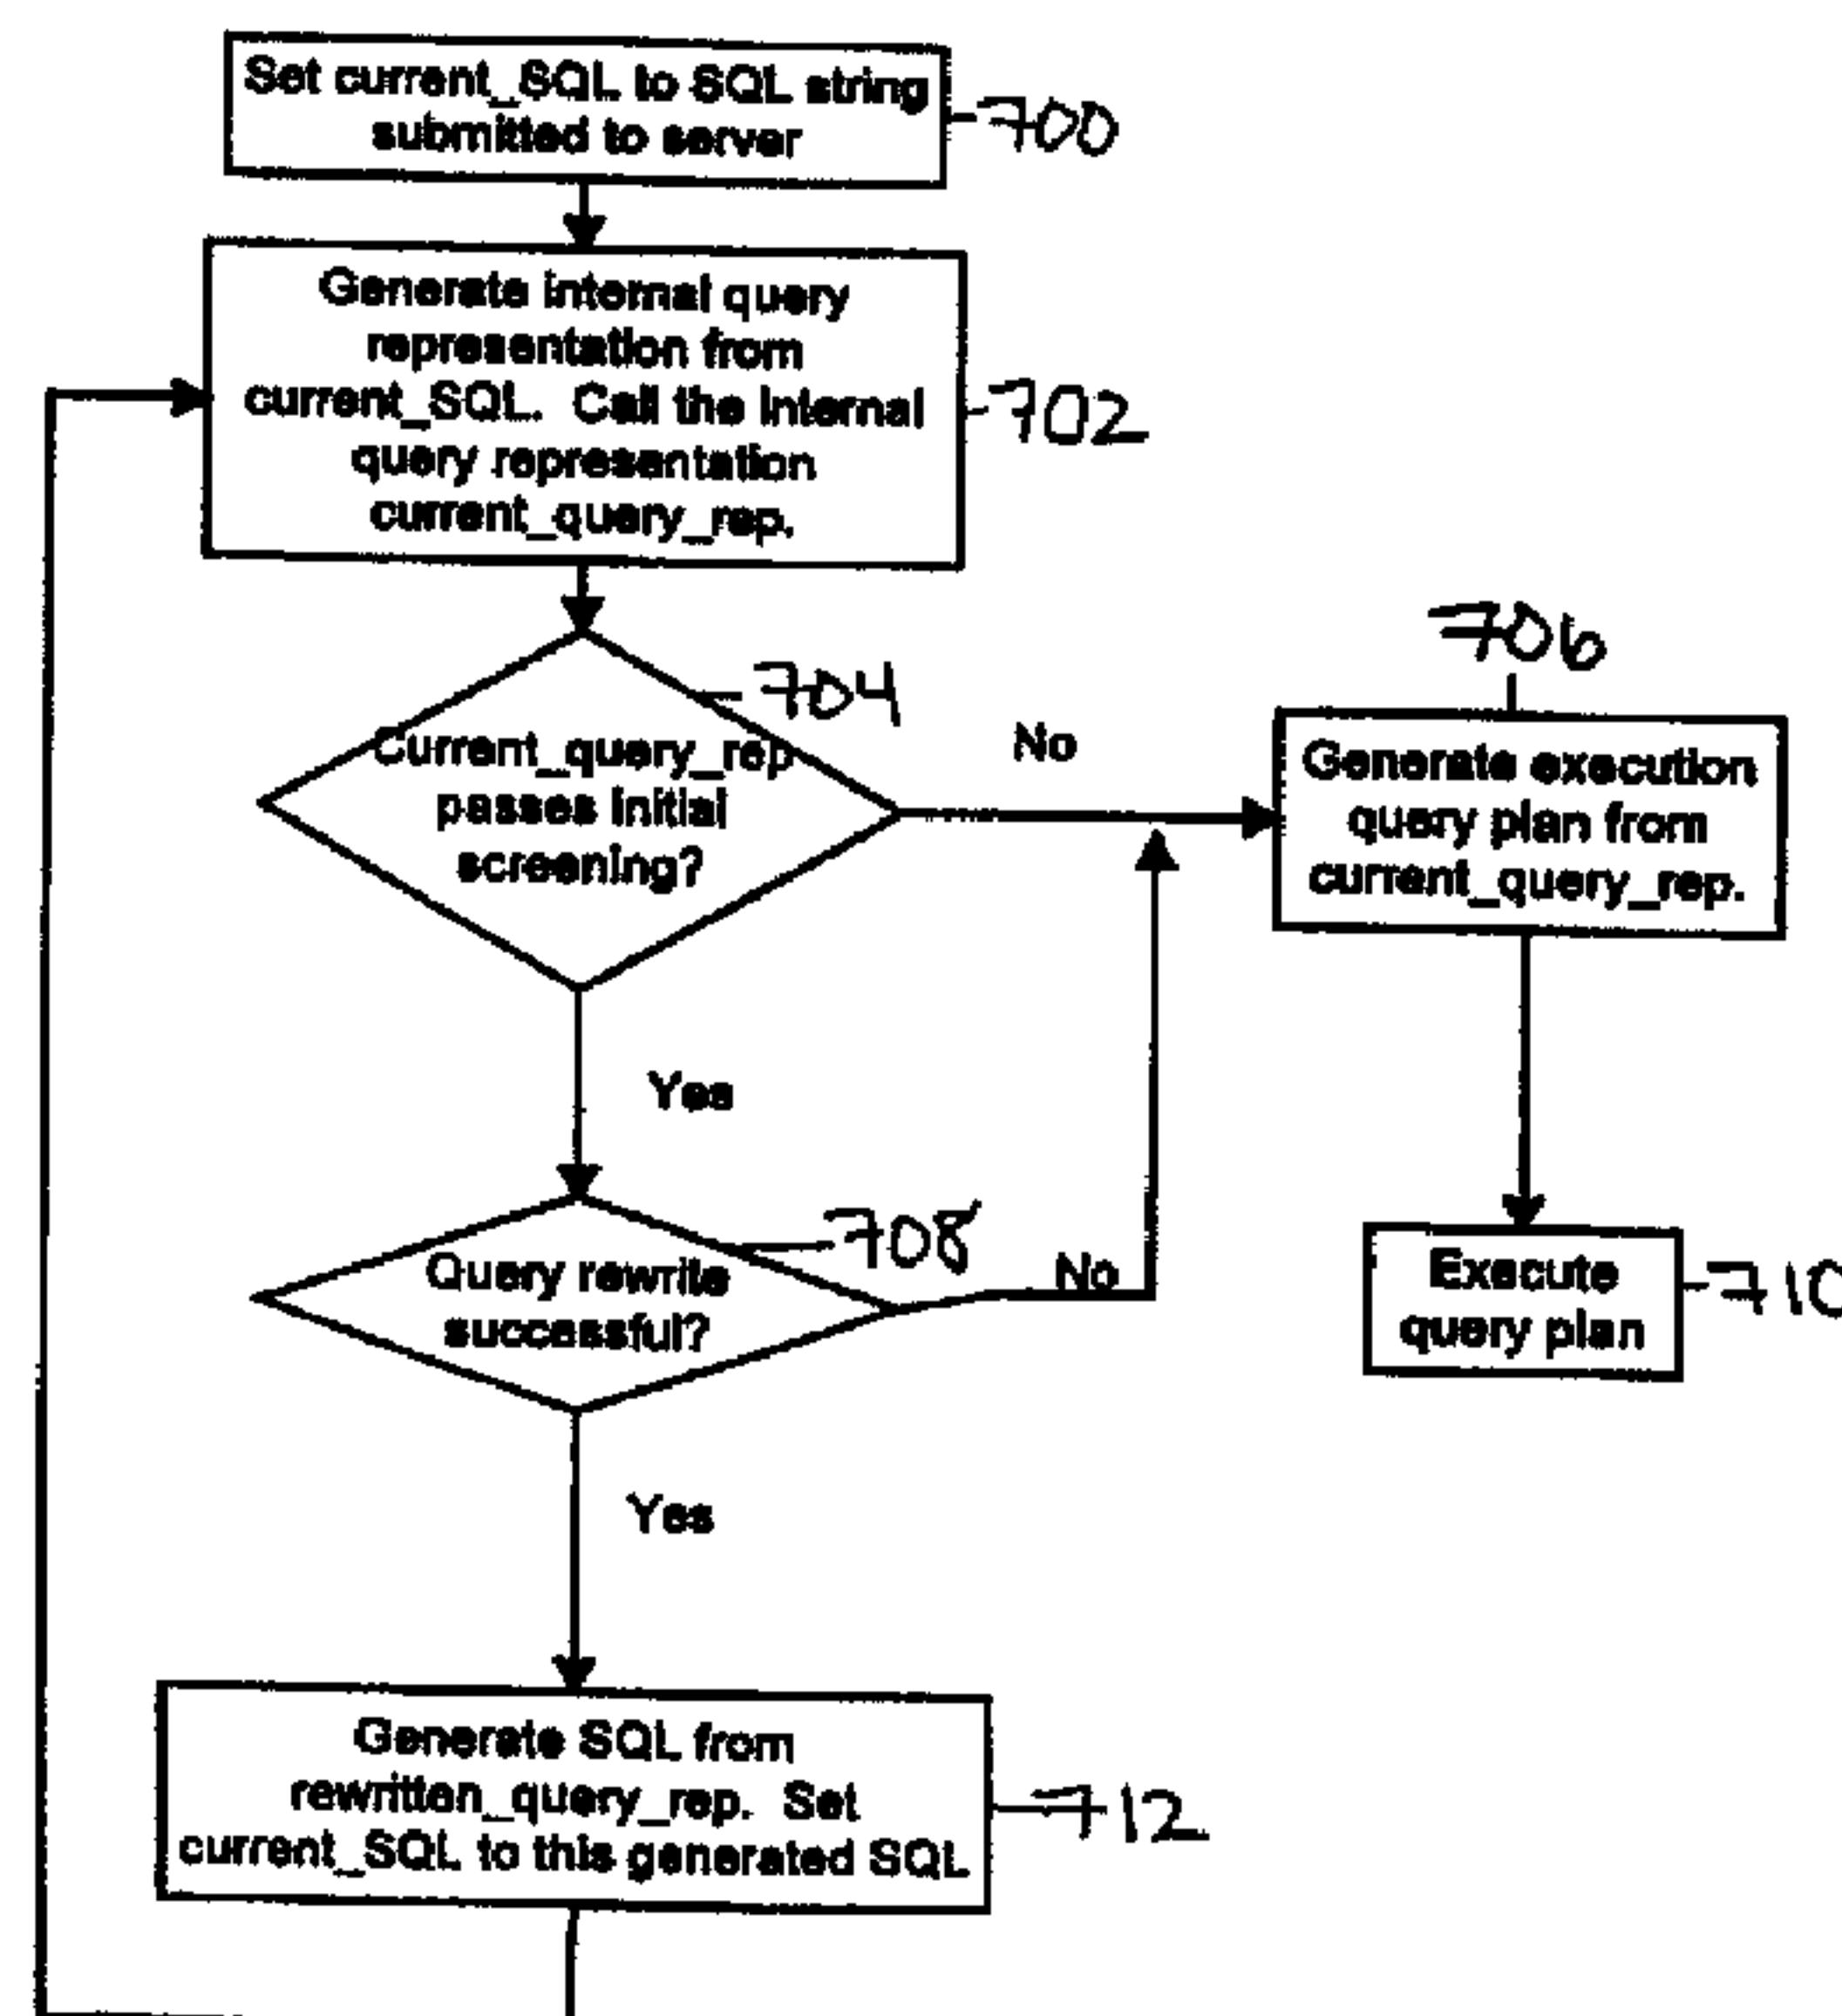 Set current_SQL to SQL string
submitted to server
700
Generate internal query
representation from
current_SQL. Call the internal
query representation
current_query_rep.
702
704
Current_query_rep
passes initial
screening?
No
706
Generate execution
query plan from
current_query_rep.
Yes
708
Query rewrite
successful?
No
Execute
query plan
710
Yes
Generate SQL from
rewritten_query_rep. Set
current_SQL to this generated SQL
712